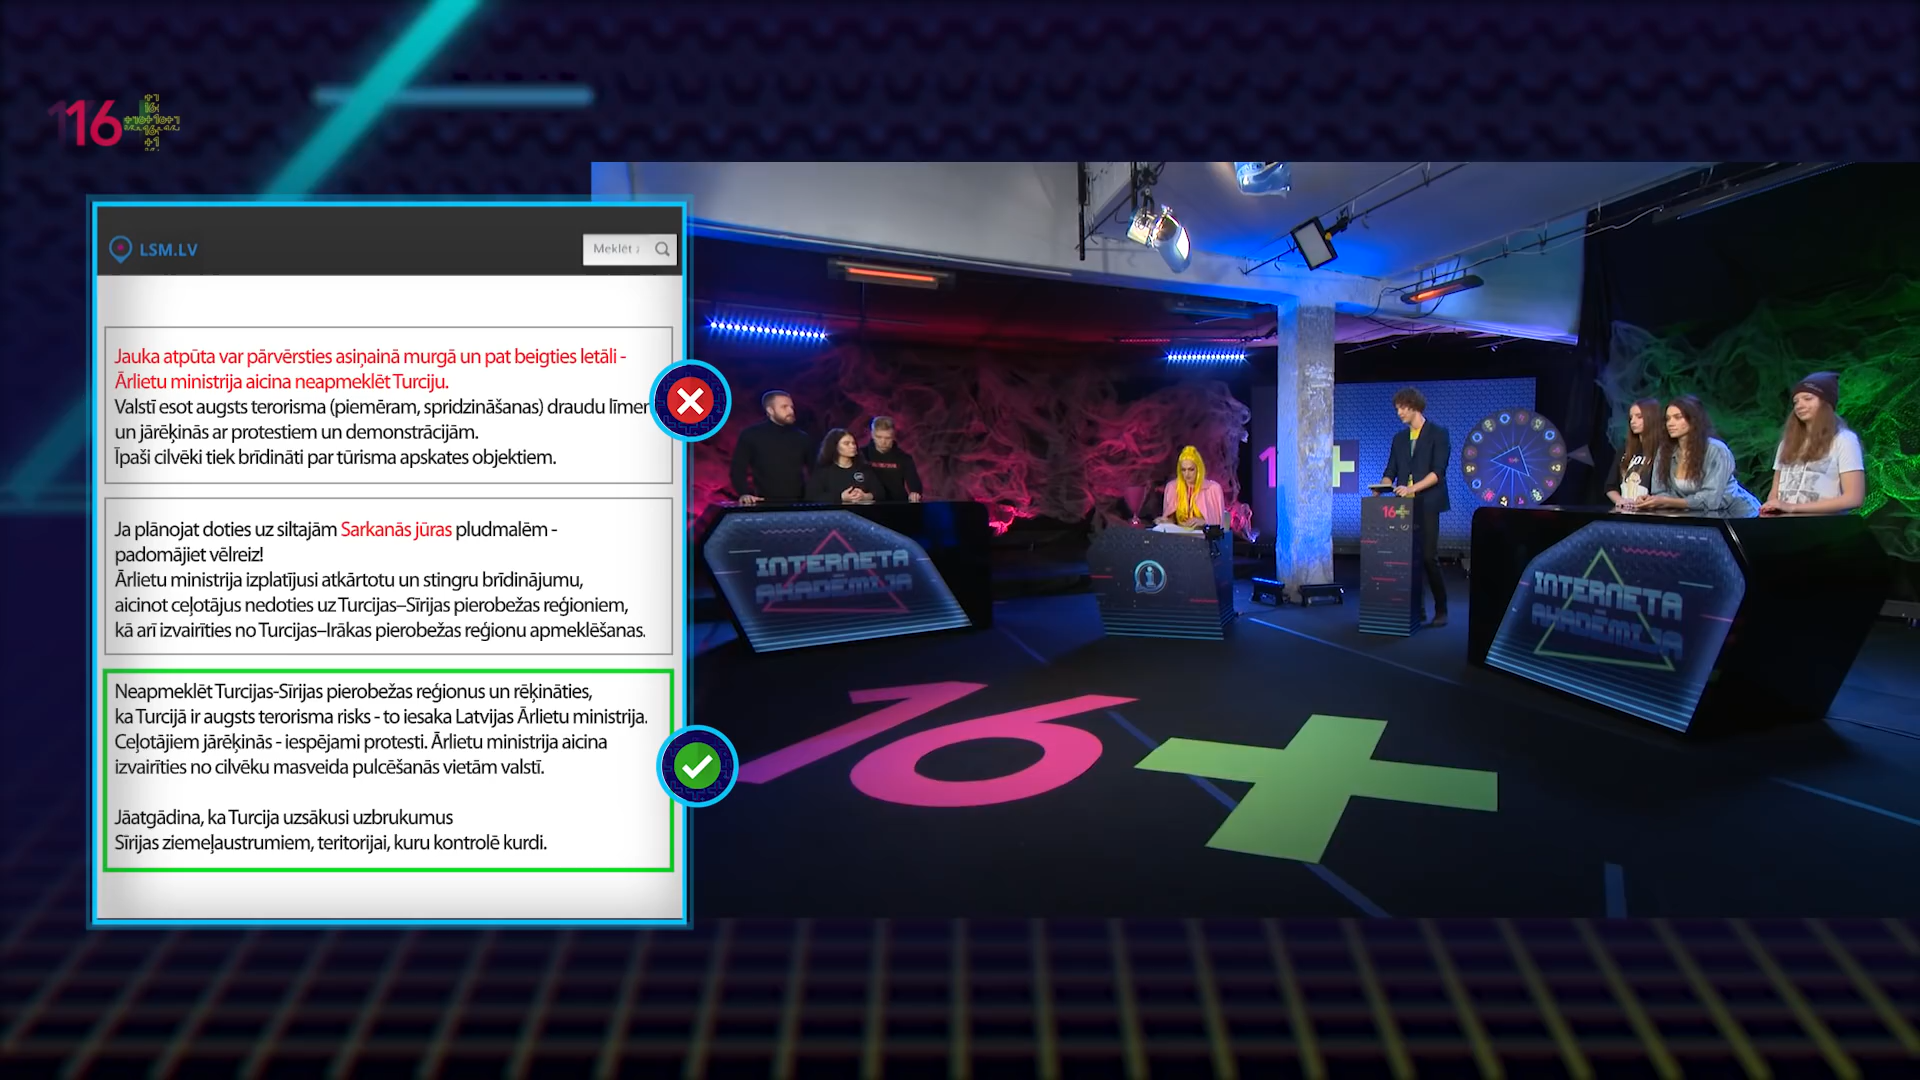 16+
LSM.LV
Meklēt
Jauka atpūta var pārvērsties asiņainā murgā un pat beigties letāli -
Ārlietu ministrija aicina neapmeklēt Turciju.
Valstī esot augsts terorisma (piemēram, spridzināšanas) draudu līmen
un jārēķinās ar protestiem un demonstrācijām.
Īpaši cilvēki tiek brīdināti par tūrisma apskates objektiem.
Ja plānojat doties uz siltajām Sarkanās jūras pludmalēm -
padomājiet vēlreiz!
Ārlietu ministrija izplatījusi atkārtotu un stingru brīdinājumu,
aicinot ceļotājus nedoties uz Turcijas–Sīrijas pierobežas reģioniem,
kā arī izvairīties no Turcijas–Irākas pierobežas reģionu apmeklēšanas.
Neapmeklēt Turcijas-Sīrijas pierobežas reģionus un rēķināties,
ka Turcijā ir augsts terorisma risks - to iesaka Latvijas Ārlietu ministrija.
Ceļotājiem jārēķinās - iespējami protesti. Ārlietu ministrija aicina
izvairīties no cilvēku masveida pulcēšanās vietām valstī.
Jāatgādina, ka Turcija uzsākusi uzbrukumus
Sīrijas ziemeļaustrumiem, teritorijai, kuru kontrolē kurdi.
INTERNETA
AKADĒMIJA
16+
INTERNETA
AKADĒMIJA
16+